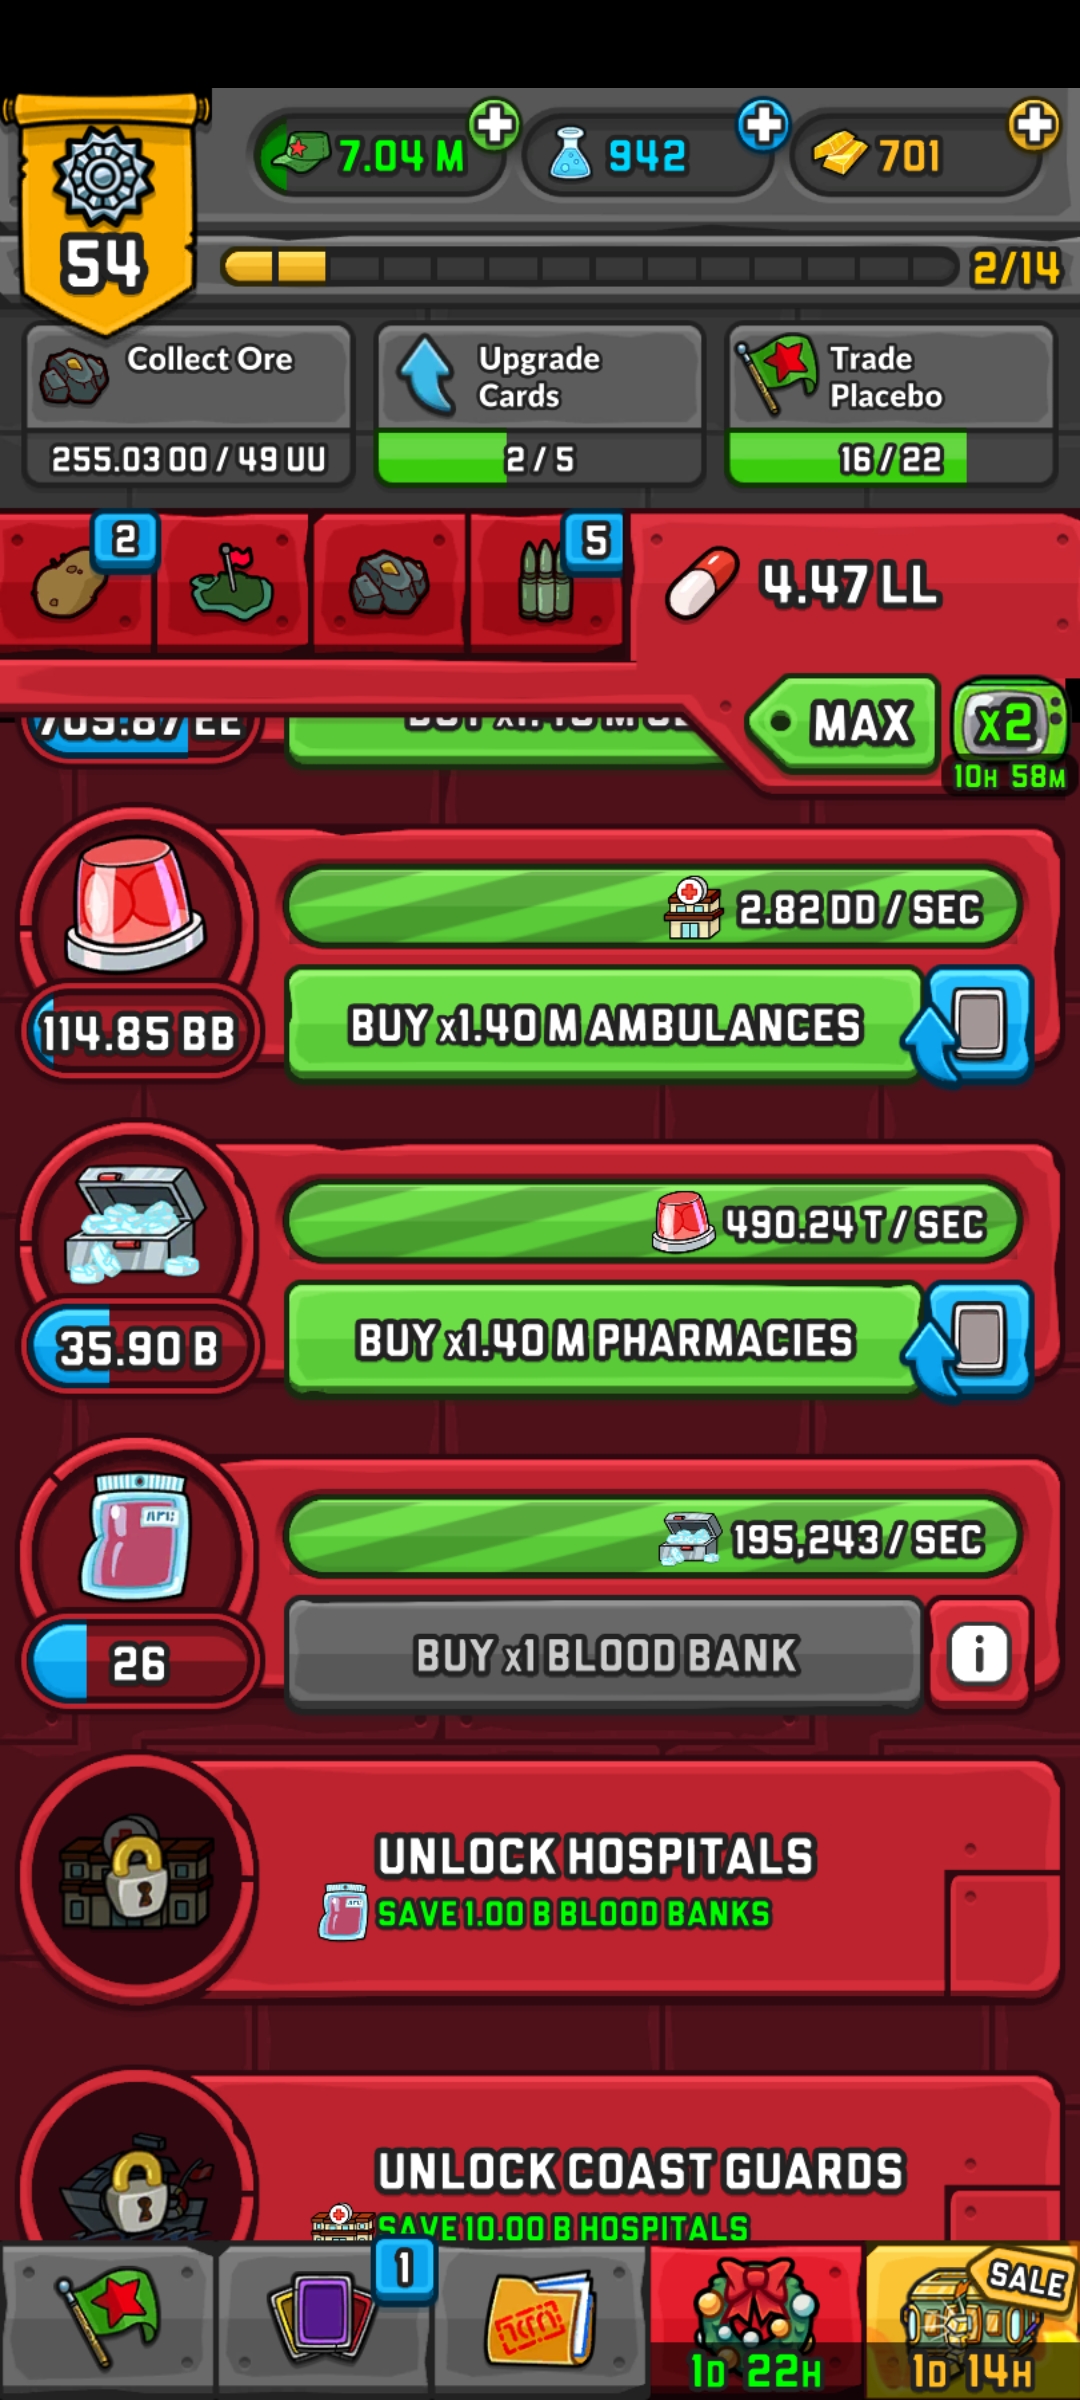 54
7.04 M
942
701
2/14
Collect Ore
255.03 OO / 49 UU
Upgrade
Cards
2 / 5
Trade
Placebo
16 / 22
2
5
4.47 LL
MAX
X2
10H 58M
705.87 EE
114.85 BB
2.82 DD / SEC
BUY x1.40 M AMBULANCES
35.90 B
490.24 T / SEC
BUY x1.40 M PHARMACIES
26
195,243 / SEC
BUY x1 BLOOD BANK
i
UNLOCK HOSPITALS
SAVE 1.00 B BLOOD BANKS
UNLOCK COAST GUARDS
SAVE 10.00 B HOSPITALS
1
1D 22H
SALE
1D 14H